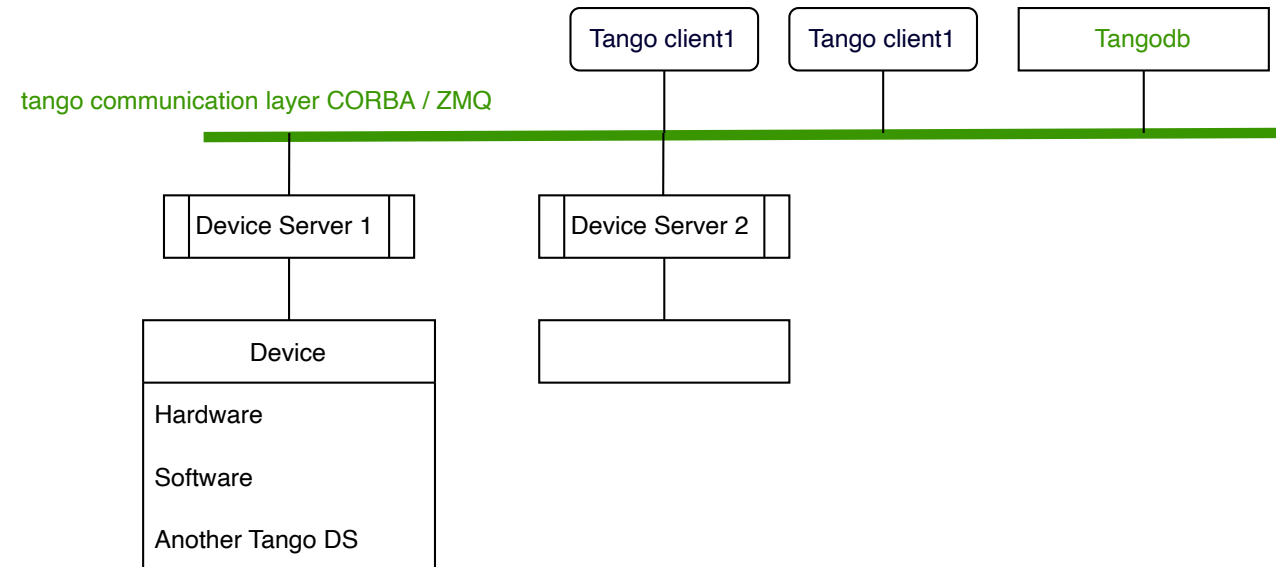 Tango client1
Tango client1
Tangodb
tango communication layer CORBA / ZMQ
Device Server 1
Device Server 2
Device
Hardware
Software
Another Tango DS